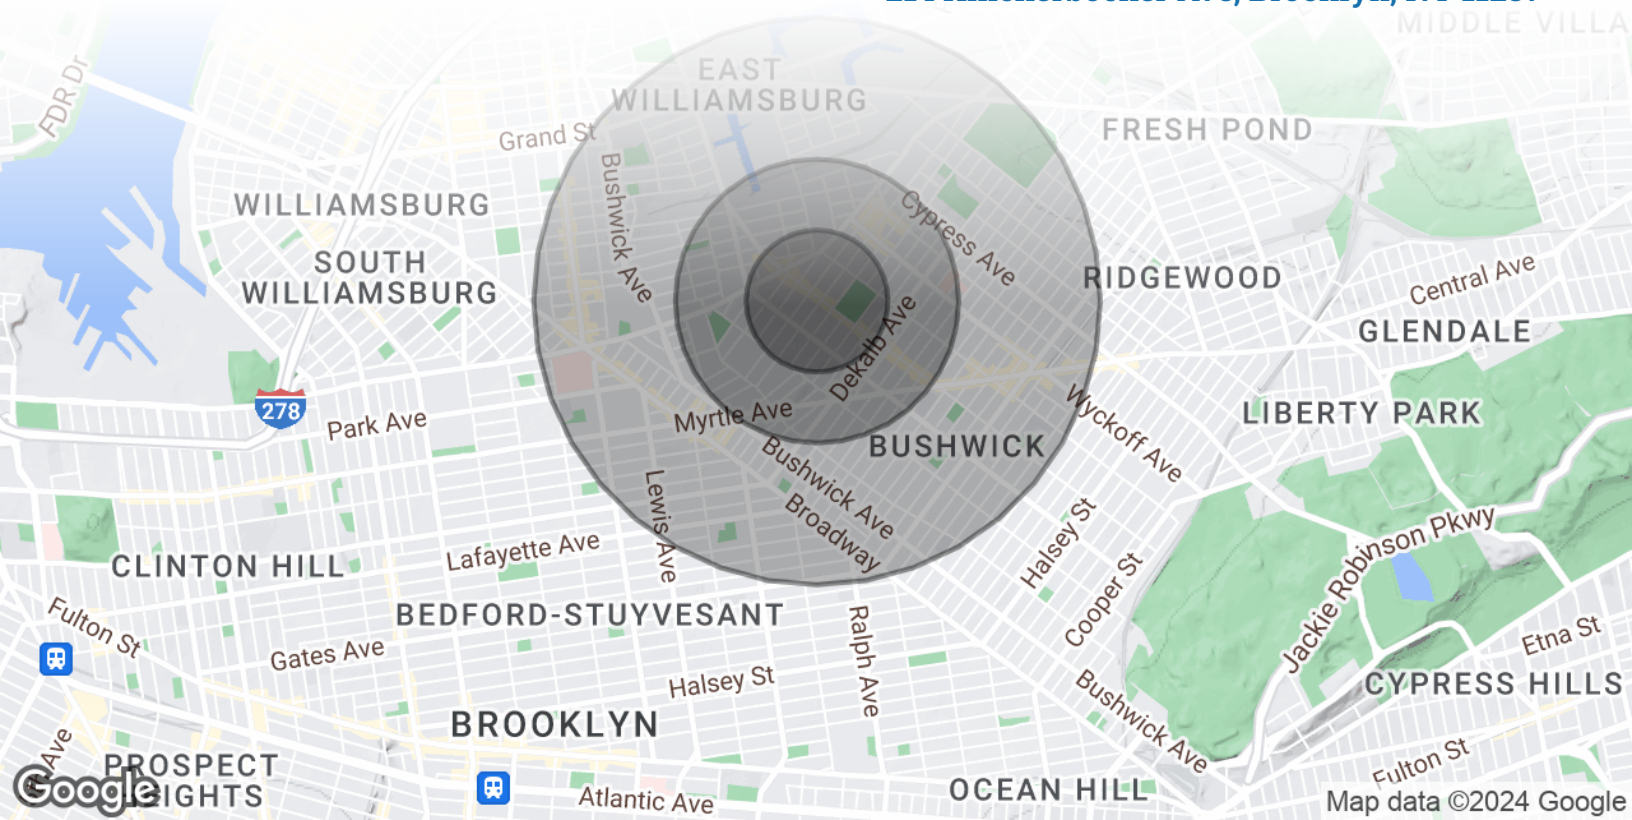 Brooklyn, NY 11237
MIDDLE VILLA
FDR Dr
EAST
WILLIAMSBURG
Grand St
FRESH POND
Bushwick Ave
WILLIAMSBURG
Cypress Ave
SOUTH
WILLIAMSBURG
RIDGEWOOD
Central Ave
GLENDALE
Dekalb Ave
278
Park Ave
Myrtle Ave
Wyckoff Ave
LIBERTY PARK
BUSHWICK
Bushwick Ave
Lewis Ave
Broadway
Halsey St
Jackie Robinson Pkwy
Lafayette Ave
CLINTON HILL
Cooper St
Fulton St
BEDFORD-STUYVESANT
Ralph Ave
Etna St
Gates Ave
Halsey St
CYPRESS HILLS
Bushwick Ave
BROOKLYN
Ave
PROSPECT
HEIGHTS
Fulton St
OCEAN HILL
Atlantic Ave
Google
Map data ©2024 Google